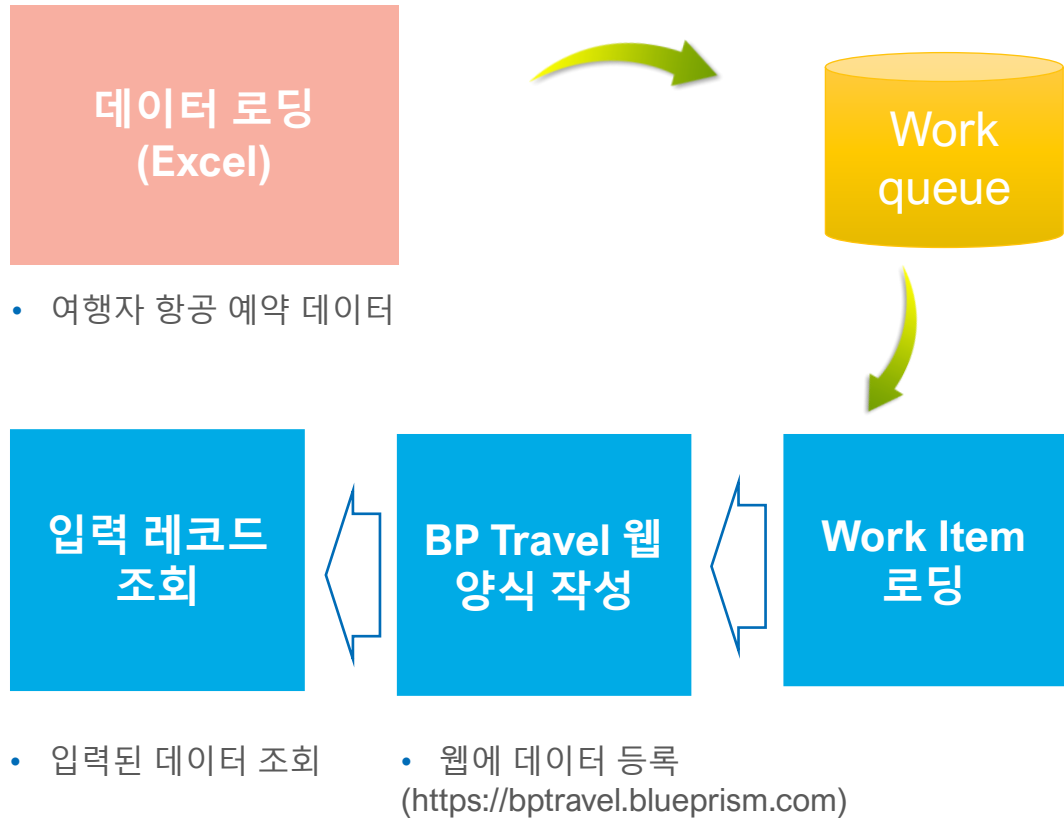 데이터 로딩
(Excel)
Work
queue
• 여행자 항공 예약 데이터
입력 레코드
조회
BP Travel 웹
양식 작성
Work Item
로딩
• 입력된 데이터 조회
• 웹에 데이터 등록
(https://bptravel.blueprism.com)